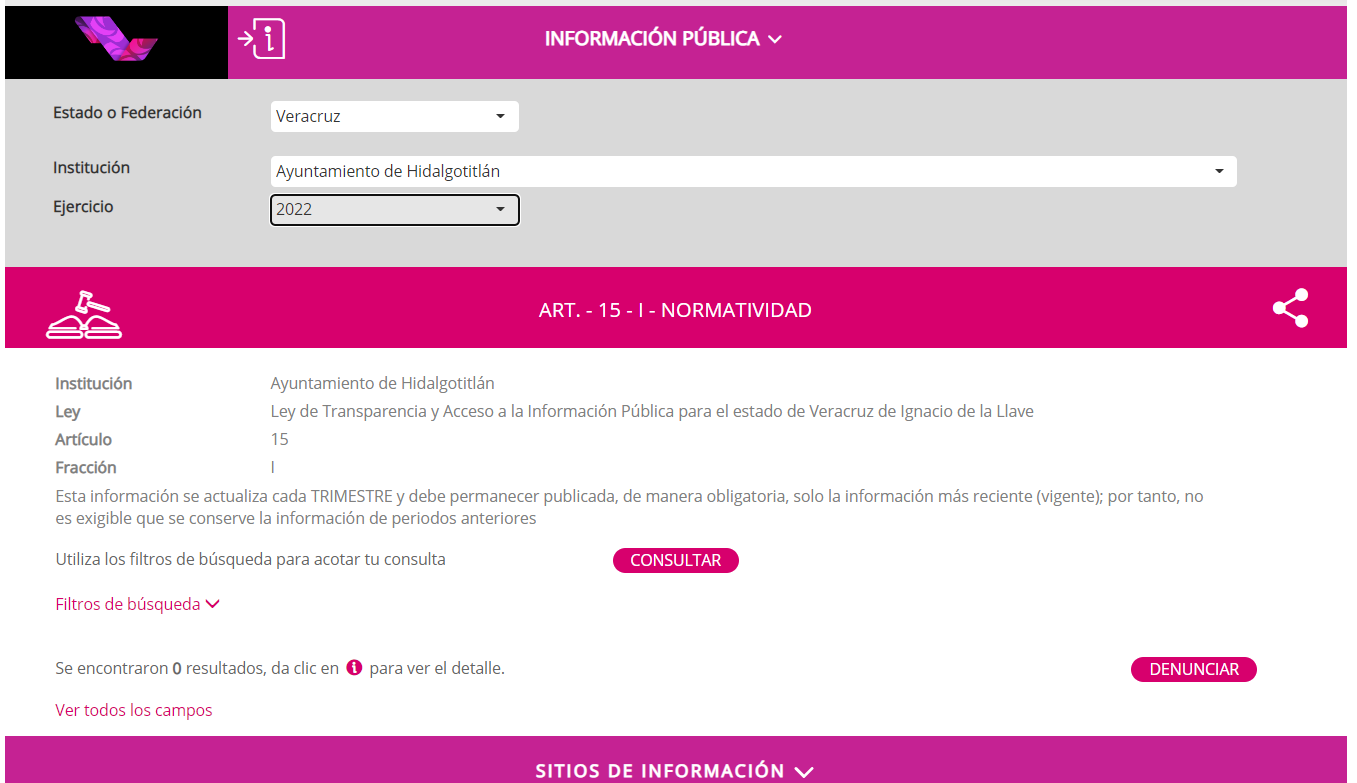 INFORMACIÓN PÚBLICA
Estado o Federación Veracruz
Institución Ayuntamiento de Hidalgotitlán
Ejercicio 2022
ART. - 15 - I - NORMATIVIDAD
Institución Ayuntamiento de Hidalgotitlán
Ley Ley de Transparencia y Acceso a la Información Pública para el estado de Veracruz de Ignacio de la Llave
Artículo 15
Fracción I
Esta información se actualiza cada TRIMESTRE y debe permanecer publicada, de manera obligatoria, solo la información más reciente (vigente); por tanto, no
es exigible que se conserve la información de periodos anteriores
Utiliza los filtros de búsqueda para acotar tu consulta CONSULTAR
Filtros de búsqueda
Se encontraron 0 resultados, da clic en i para ver el detalle. DENUNCIAR
Ver todos los campos
SITIOS DE INFORMACIÓN